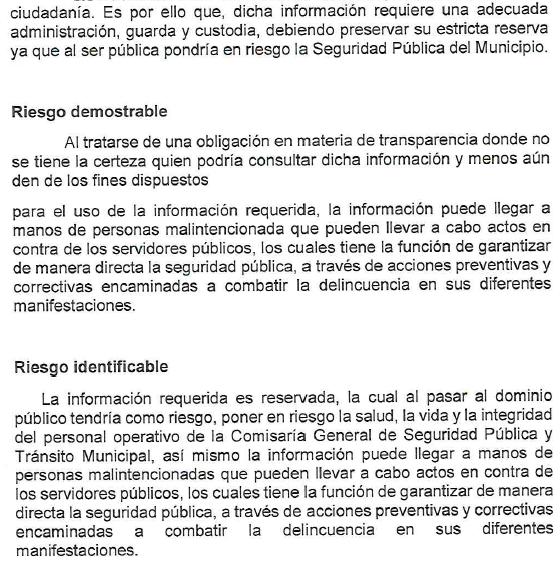 ciudadanía. Es por ello que, dicha información requiere una adecuada
administración, guarda y custodia, debiendo preservar su estricta reserva
ya que al ser pública pondría en riesgo la Seguridad Pública del Municipio.
Riesgo demostrable
Al tratarse de una obligación en materia de transparencia donde no
se tiene la certeza quien podría consultar dicha información y menos aún
den de los fines dispuestos
para el uso de la información requerida, la información puede llegar a
manos de personas malintencionada que pueden llevar a cabo actos en
contra de los servidores públicos, los cuales tiene la función de garantizar
de manera directa la seguridad pública, a través de acciones preventivas y
correctivas encaminadas a combatir la delincuencia en sus diferentes
manifestaciones.
Riesgo identificable
La información requerida es reservada, la cual al pasar al dominio
público tendría como riesgo, poner en riesgo la salud, la vida y la integridad
del personal operativo de la Comisaría General de Seguridad Pública y
Tránsito Municipal, así mismo la información puede llegar a manos de
personas malintencionadas que pueden llevar a cabo actos en contra de
los servidores públicos, los cuales tiene la función de garantizar de manera
directa la seguridad pública, a través de acciones preventivas y correctivas
encaminadas a combatir la delincuencia en sus diferentes
manifestaciones.